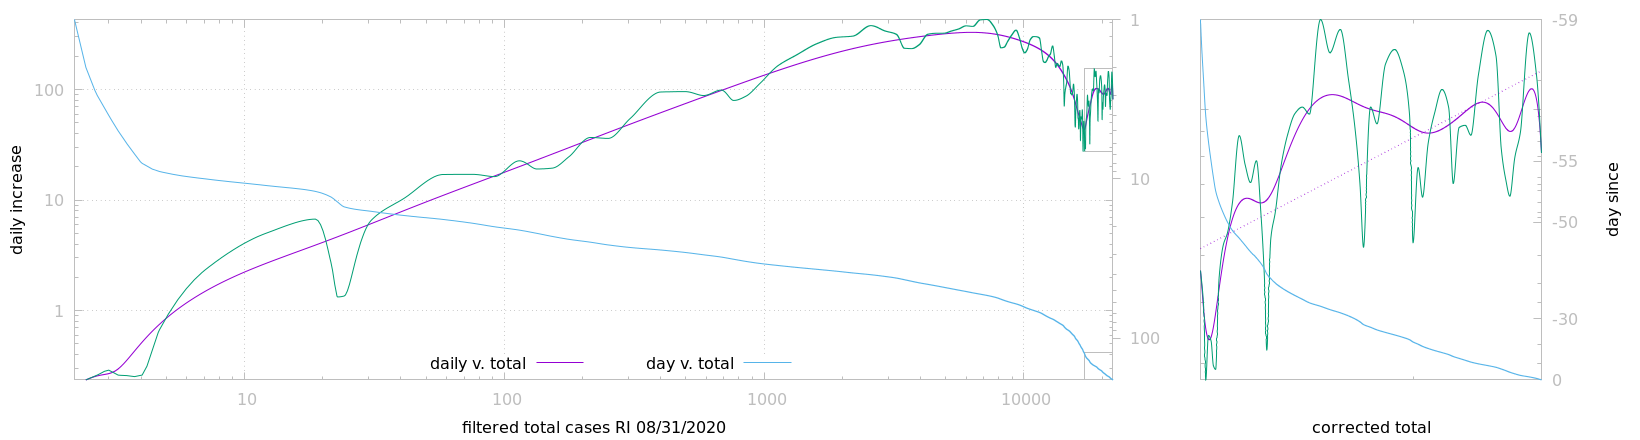 daily increase
100
10
1
10
100
1000
10000
1
10
100
daily v. total
day v. total
filtered total cases RI 08/31/2020
-59
-55
-50
-30
0
day since
corrected total